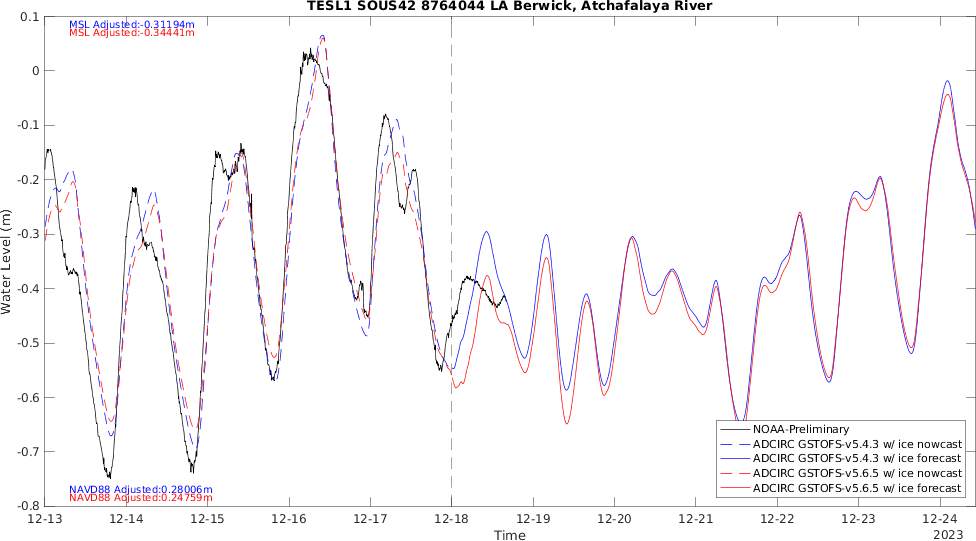 TESL1 SOUS42 8764044 LA Berwick, Atchafalaya River
MSL Adjusted:-0.31194m
MSL Adjusted:-0.34441m
0.1
0
-0.1
-0.2
-0.3
-0.4
-0.5
-0.6
-0.7
-0.8
Water Level (m)
NAVD88 Adjusted:0.28006m
NAVD88 Adjusted:0.24759m
NOAA-Preliminary
ADCIRC GSTOFS-v5.4.3 w/ ice nowcast
ADCIRC GSTOFS-v5.4.3 w/ ice forecast
ADCIRC GSTOFS-v5.6.5 w/ ice nowcast
ADCIRC GSTOFS-v5.6.5 w/ ice forecast
12-13 12-14 12-15 12-16 12-17 12-18 12-19 12-20 12-21 12-22 12-23 12-24
Time
2023